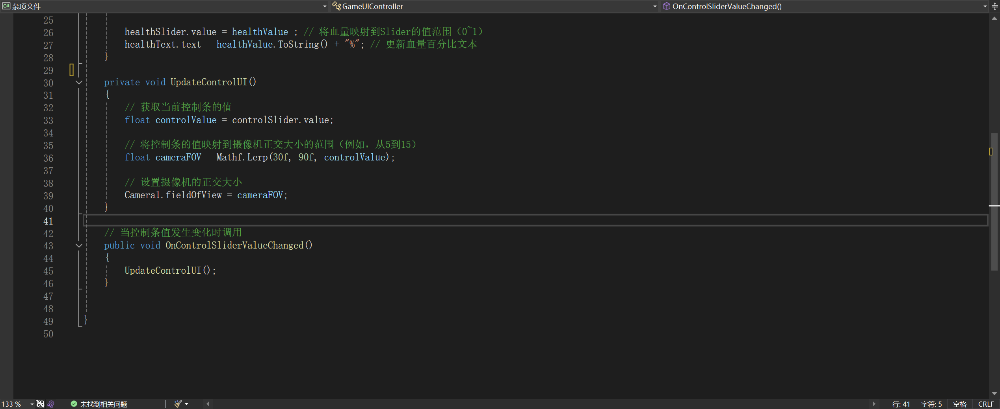 C# 杂项文件 GameUIController OnControlSliderValueChanged()
25
26 healthSlider.value = healthValue ; // 将血量映射到Slider的值范围（0~1）
27 healthText.text = healthValue.ToString() + "%"; // 更新血量百分比文本
28 }
29
30 private void UpdateControlUI()
31 {
32 // 获取当前控制条的值
33 float controlValue = controlSlider.value;
34
35 // 将控制条的值映射到摄像机正交大小的范围（例如，从5到15）
36 float cameraFOV = Mathf.Lerp(30f, 90f, controlValue);
37
38 // 设置摄像机的正交大小
39 Camera1.fieldOfView = cameraFOV;
40 }
41
42 // 当控制条值发生变化时调用
43 public void OnControlSliderValueChanged()
44 {
45 UpdateControlUI();
46 }
47
48
49 }
50
133 % 未找到相关问题 行: 41 字符: 5 空格 CRLF